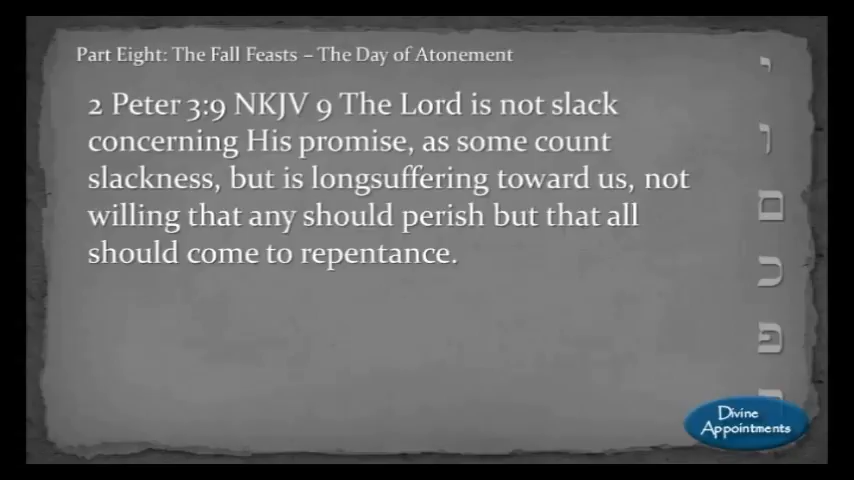 Part Eight: The Fall Feasts – The Day of Atonement
2 Peter 3:9 NKJV 9 The Lord is not slack
concerning His promise, as some count
slackness, but is longsuffering toward us, not
willing that any should perish but that all
should come to repentance.
י
ו
ם
כ
פ
Divine
Appointments